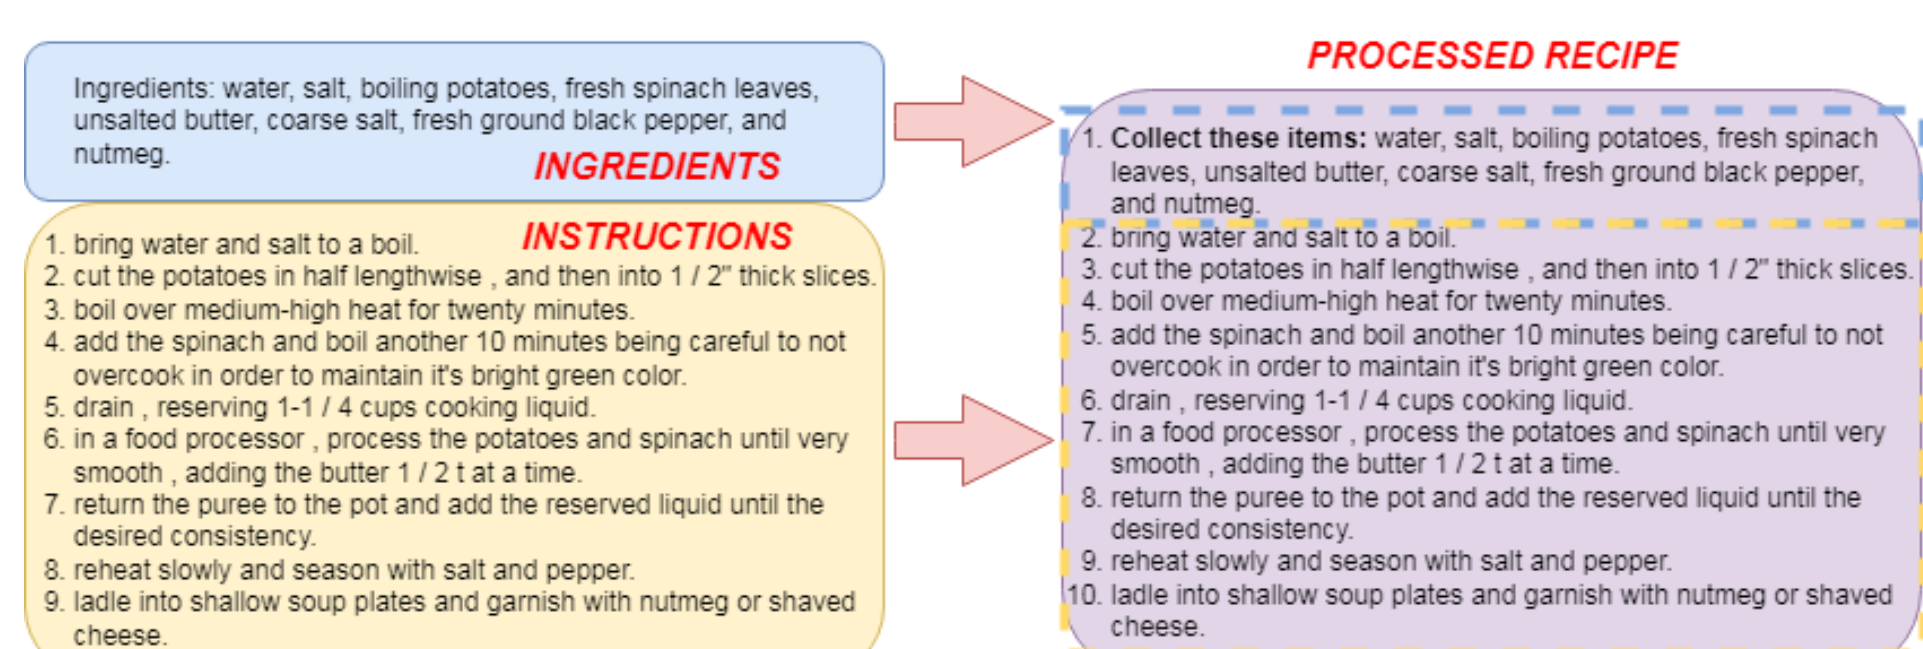 Ingredients: water, salt, boiling potatoes, fresh spinach leaves,
unsalted butter, coarse salt, fresh ground black pepper, and
nutmeg.
INGREDIENTS
INSTRUCTIONS
1. bring water and salt to a boil.
2. cut the potatoes in half lengthwise , and then into 1 / 2" thick slices.
3. boil over medium-high heat for twenty minutes.
4. add the spinach and boil another 10 minutes being careful to not
overcook in order to maintain it's bright green color.
5. drain , reserving 1-1 / 4 cups cooking liquid.
6. in a food processor , process the potatoes and spinach until very
smooth , adding the butter 1 / 2 t at a time.
7. return the puree to the pot and add the reserved liquid until the
desired consistency.
8. reheat slowly and season with salt and pepper.
9. ladle into shallow soup plates and garnish with nutmeg or shaved
cheese.
PROCESSED RECIPE
1. Collect these items: water, salt, boiling potatoes, fresh spinach
leaves, unsalted butter, coarse salt, fresh ground black pepper,
and nutmeg.
2. bring water and salt to a boil.
3. cut the potatoes in half lengthwise , and then into 1 / 2" thick slices.
4. boil over medium-high heat for twenty minutes.
5. add the spinach and boil another 10 minutes being careful to not
overcook in order to maintain it's bright green color.
6. drain , reserving 1-1 / 4 cups cooking liquid.
7. in a food processor , process the potatoes and spinach until very
smooth , adding the butter 1 / 2 t at a time.
8. return the puree to the pot and add the reserved liquid until the
desired consistency.
9. reheat slowly and season with salt and pepper.
10. ladle into shallow soup plates and garnish with nutmeg or shaved
cheese.